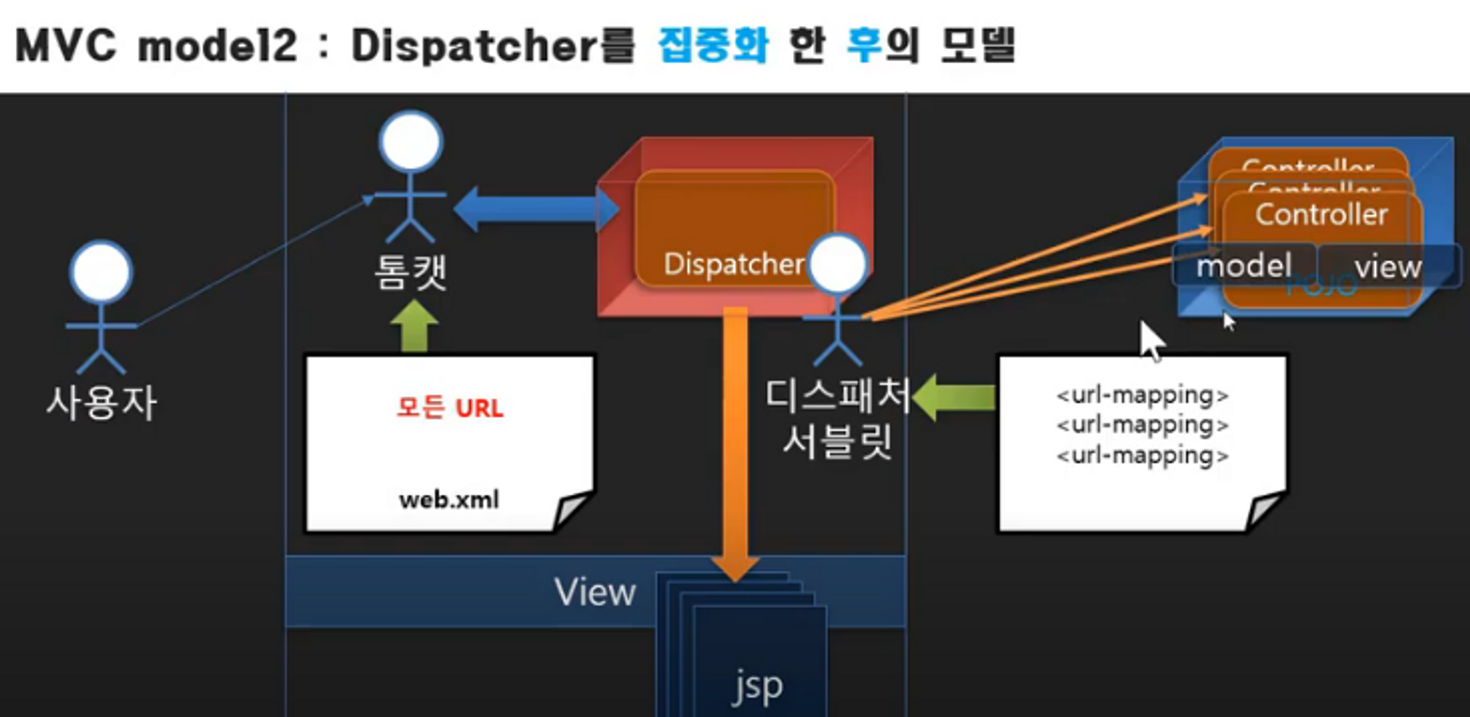 MVC model2 : Dispatcher를 집중화 한 후의 모델
사용자
톰캣
모든 URL
web.xml
Dispatcher
디스패처
서블릿
Controller
Controller
Controller
model
view
POJO
<url-mapping>
<url-mapping>
<url-mapping>
View
jsp